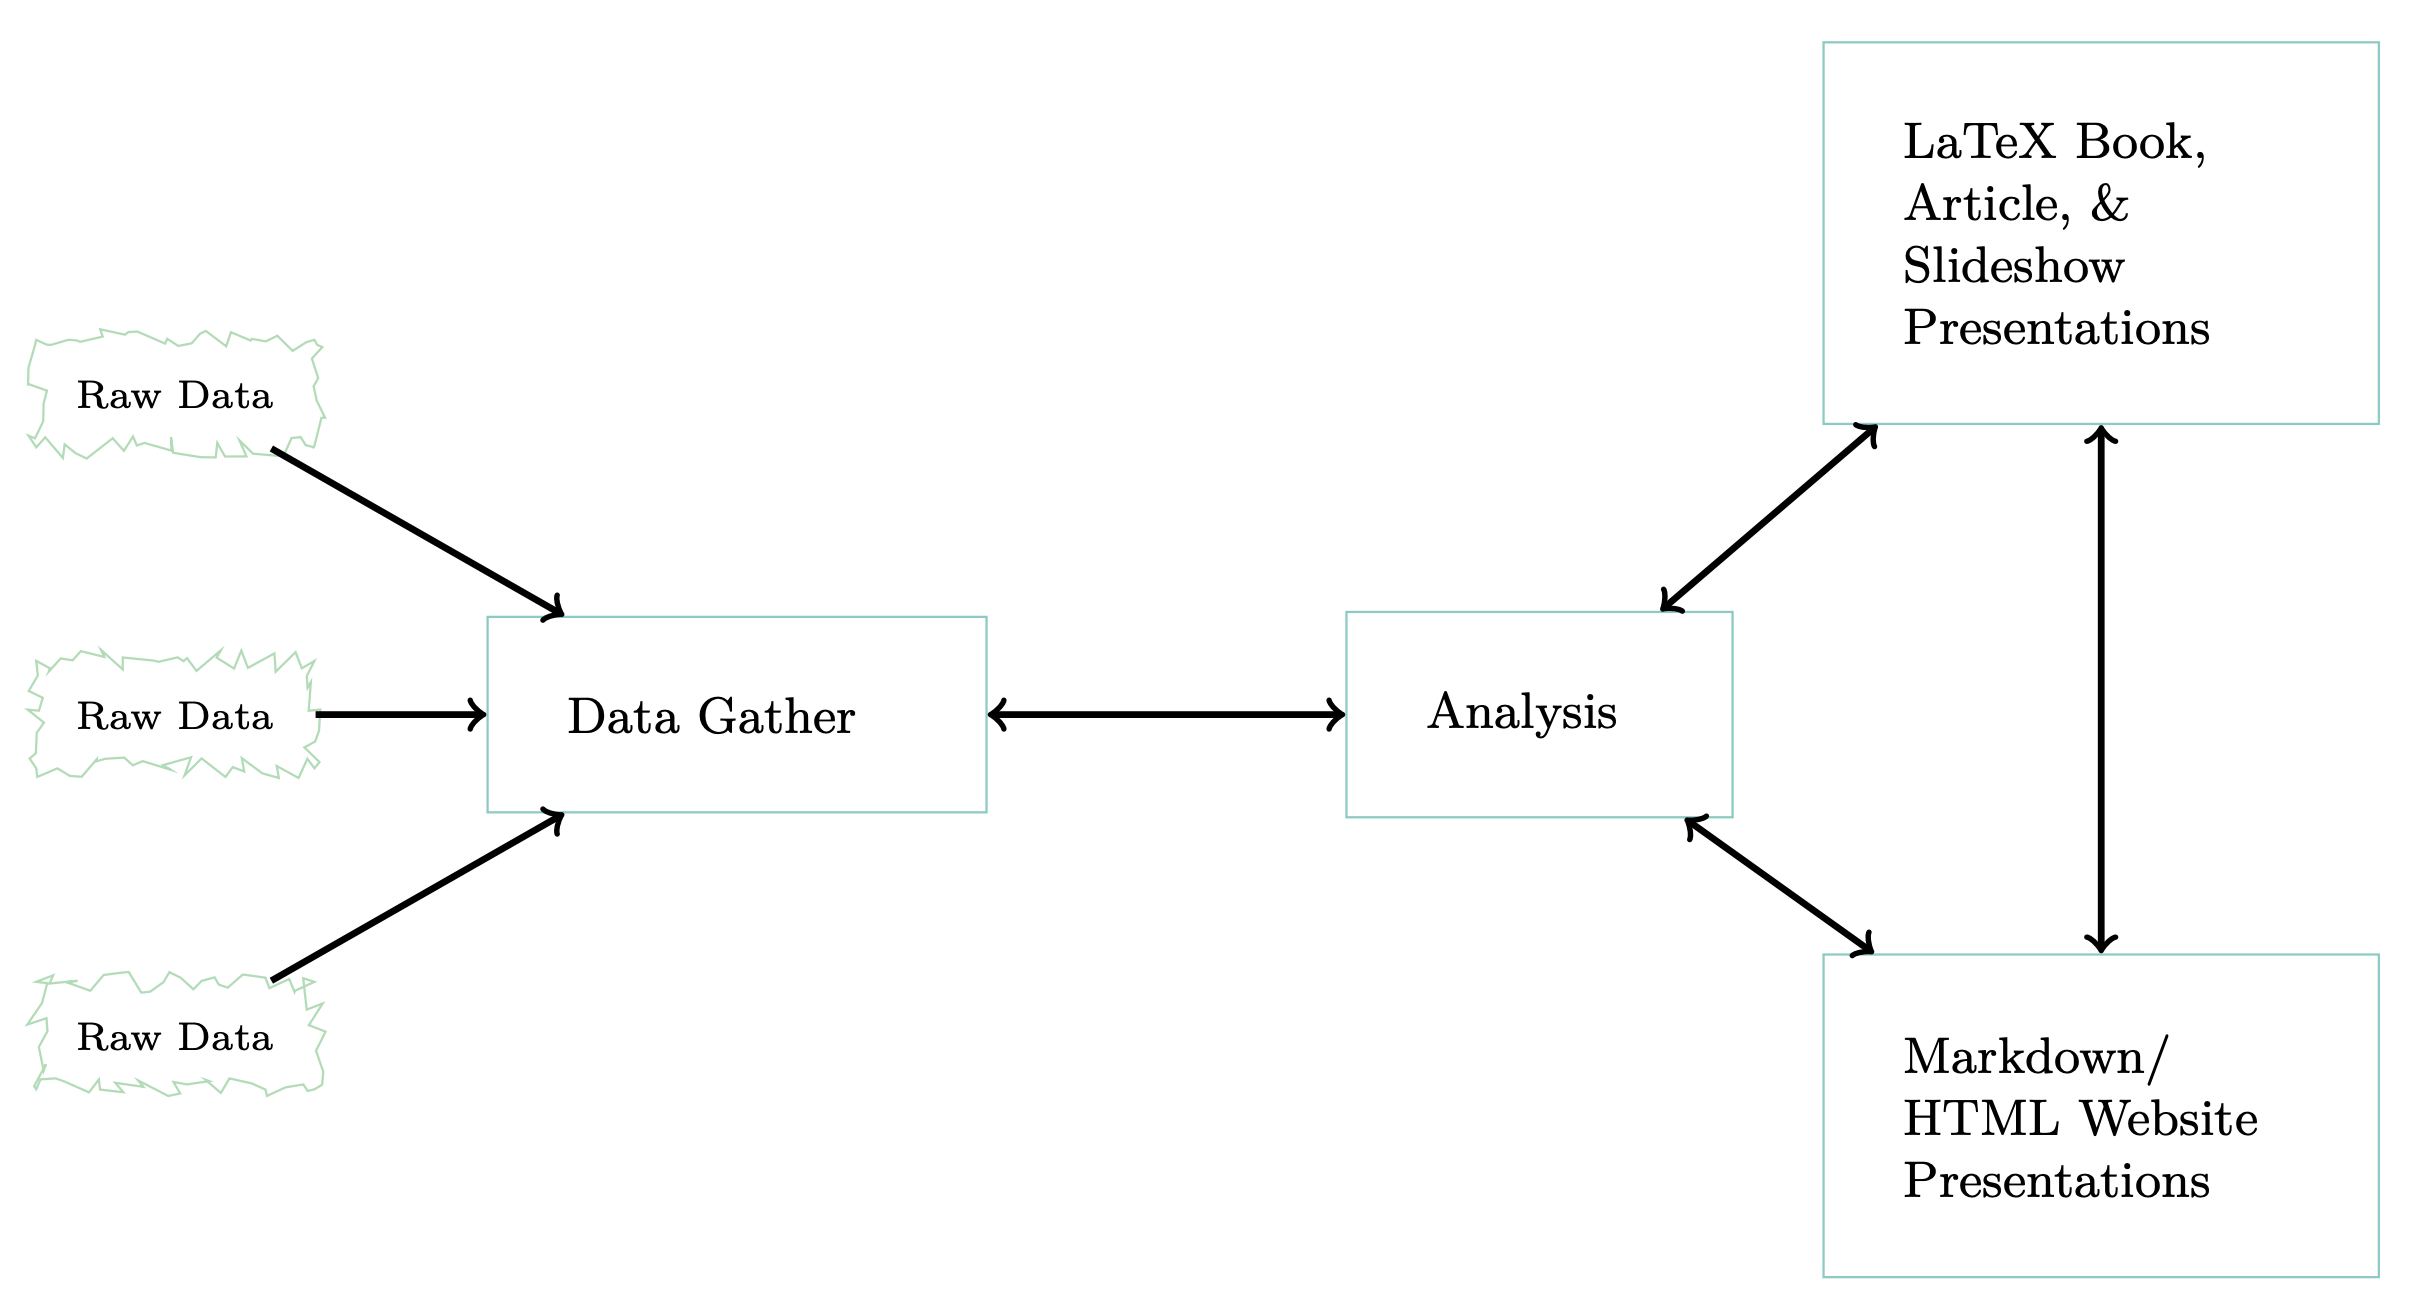 Raw Data
Raw Data
Raw Data
Data Gather
Analysis
LaTeX Book,
Article, &
Slideshow
Presentations
Markdown/
HTML Website
Presentations